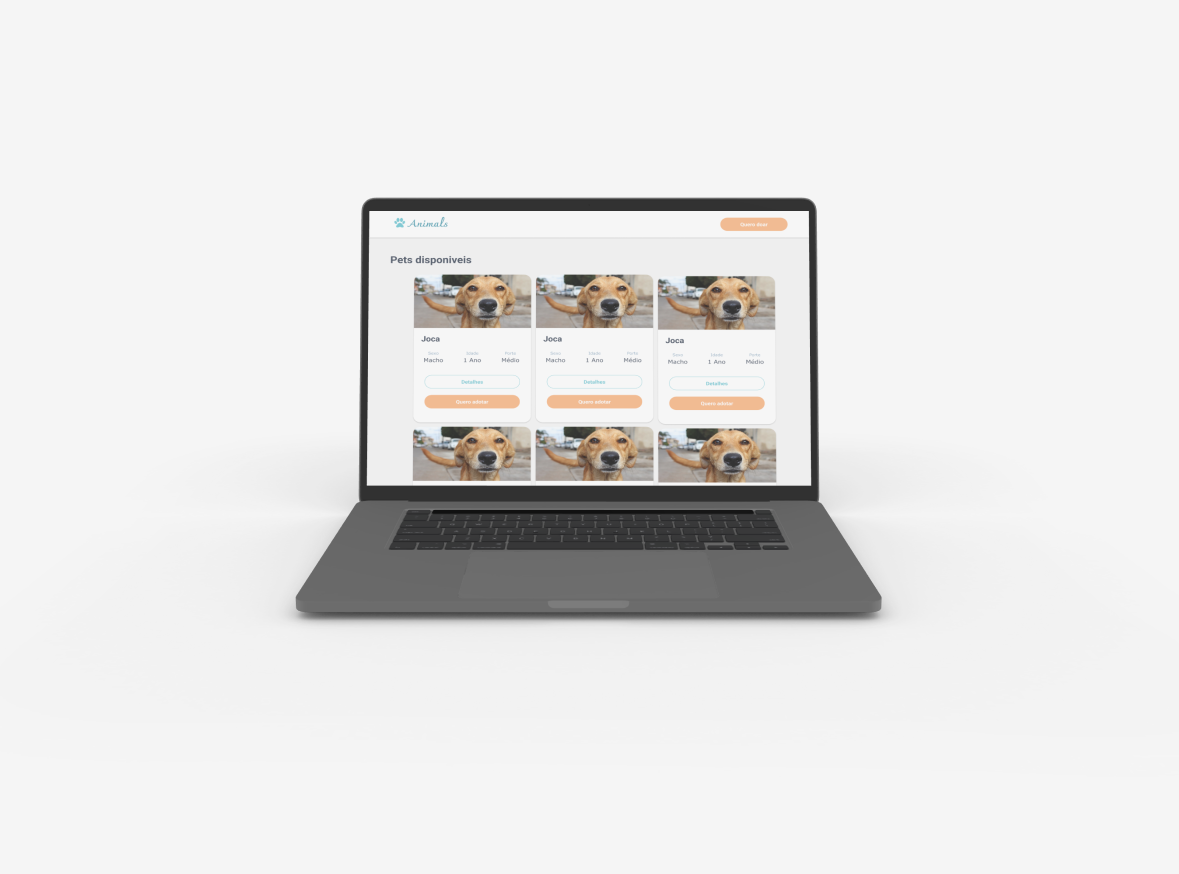 Animals
Quero doar
Pets disponiveis
Joca
Joca
Joca
Sexo Idade Porte
Macho 1 Ano Médio
Sexo Idade Porte
Macho 1 Ano Médio
Sexo Idade Porte
Macho 1 Ano Médio
Detalhes
Detalhes
Detalhes
Quero adotar
Quero adotar
Quero adotar